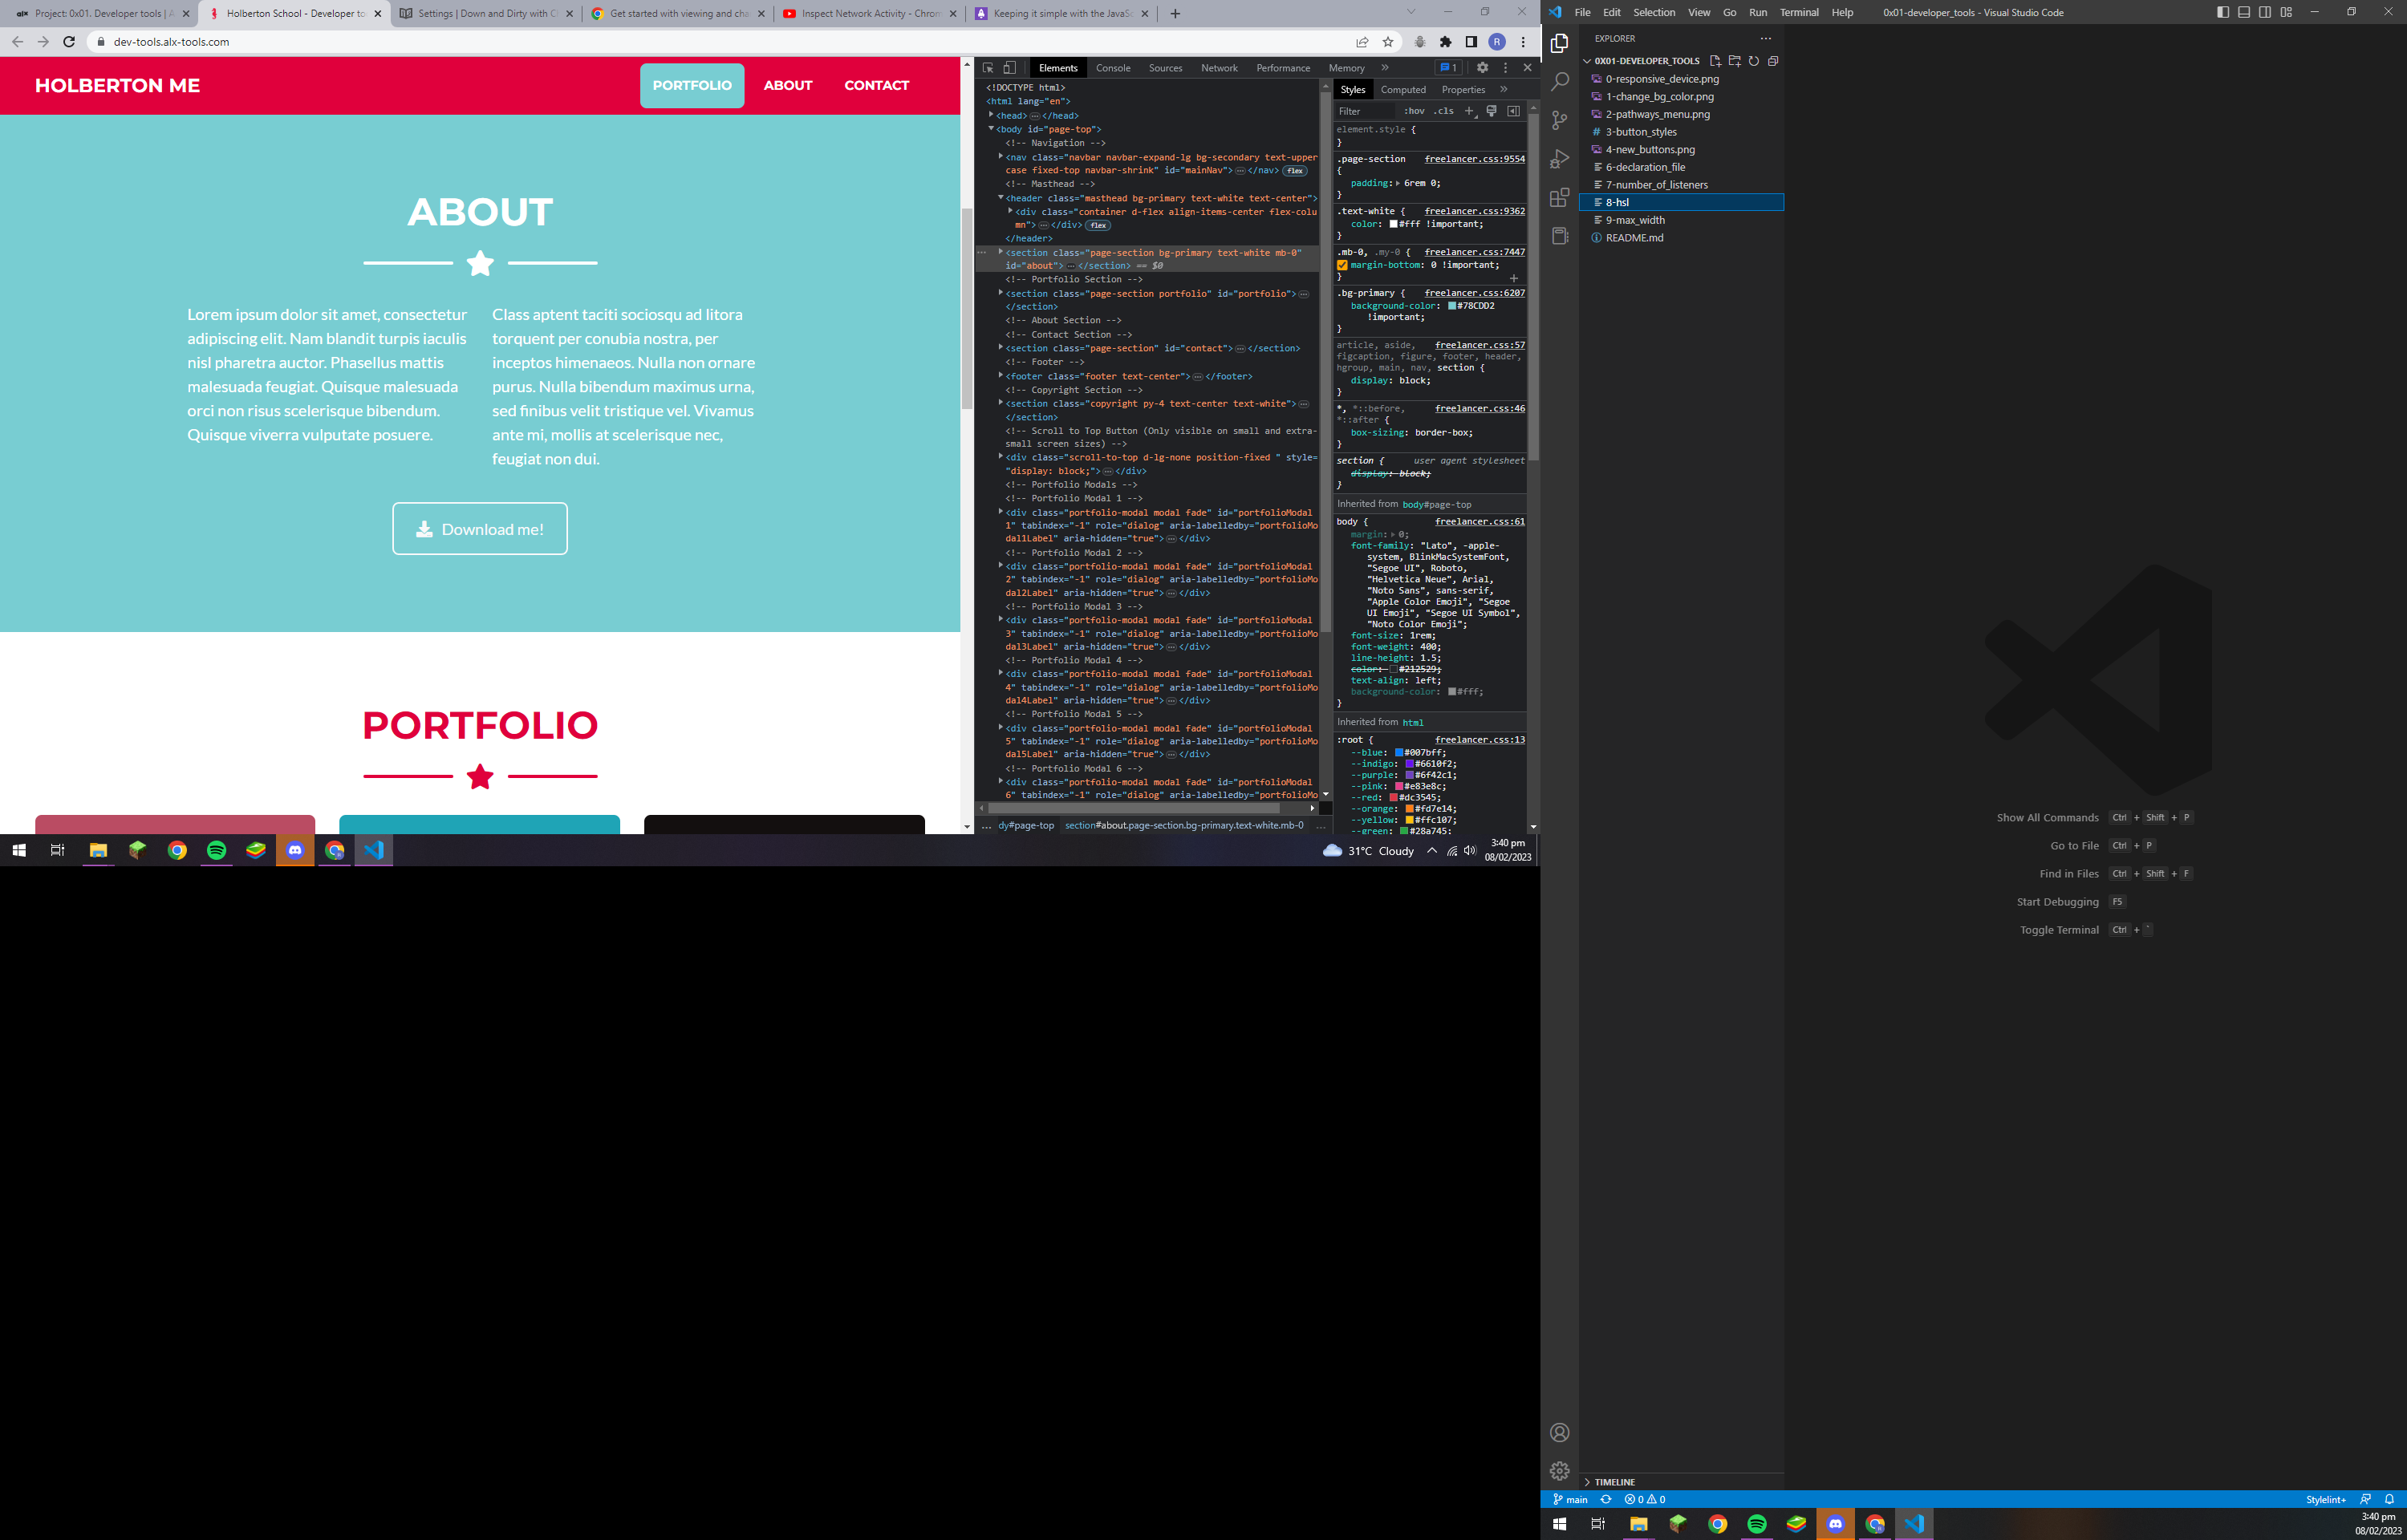 Project: 0x01. Developer tools | A
Holberton School - Developer to
Settings | Down and Dirty with C
Get started with viewing and cha
Inspect Network Activity - Chrom
Keeping it simple with the JavaSc
dev-tools.alx-tools.com
HOLBERTON ME
PORTFOLIO
ABOUT
CONTACT
ABOUT
Lorem ipsum dolor sit amet, consectetur
adipiscing elit. Nam blandit turpis iaculis
nisl pharetra auctor. Phasellus mattis
malesuada feugiat. Quisque malesuada
orci non risus scelerisque bibendum.
Quisque viverra vulputate posuere.
Class aptent taciti sociosqu ad litora
torquent per conubia nostra, per
inceptos himenaeos. Nulla non ornare
purus. Nulla bibendum maximus urna,
sed finibus velit tristique vel. Vivamus
ante mi, mollis at scelerisque nec,
feugiat non dui.
Download me!
PORTFOLIO
Elements Console Sources Network Performance Memory » 1
<!DOCTYPE html>
<html lang="en">
<head> … </head>
<body id="page-top">
<!-- Navigation -->
<nav class="navbar navbar-expand-lg bg-secondary text-upper
case fixed-top navbar-shrink" id="mainNav"> … </nav> flex
<!-- Masthead -->
<header class="masthead bg-primary text-white text-center">
<div class="container d-flex align-items-center flex-colu
mn"> … </div> flex
</header>
<section class="page-section bg-primary text-white mb-0"
id="about"> … </section> == $0
<!-- Portfolio Section -->
<section class="page-section portfolio" id="portfolio"> …
</section>
<!-- About Section -->
<!-- Contact Section -->
<section class="page-section" id="contact"> … </section>
<!-- Footer -->
<footer class="footer text-center"> … </footer>
<!-- Copyright Section -->
<section class="copyright py-4 text-center text-white"> …
</section>
<!-- Scroll to Top Button (Only visible on small and extra-
small screen sizes) -->
<div class="scroll-to-top d-lg-none position-fixed " style=
"display: block;"> … </div>
<!-- Portfolio Modals -->
<!-- Portfolio Modal 1 -->
<div class="portfolio-modal modal fade" id="portfolioModal
1" tabindex="-1" role="dialog" aria-labelledby="portfolioMo
dal1Label" aria-hidden="true"> … </div>
<!-- Portfolio Modal 2 -->
<div class="portfolio-modal modal fade" id="portfolioModal
2" tabindex="-1" role="dialog" aria-labelledby="portfolioMo
dal2Label" aria-hidden="true"> … </div>
<!-- Portfolio Modal 3 -->
<div class="portfolio-modal modal fade" id="portfolioModal
3" tabindex="-1" role="dialog" aria-labelledby="portfolioMo
dal3Label" aria-hidden="true"> … </div>
<!-- Portfolio Modal 4 -->
<div class="portfolio-modal modal fade" id="portfolioModal
4" tabindex="-1" role="dialog" aria-labelledby="portfolioMo
dal4Label" aria-hidden="true"> … </div>
<!-- Portfolio Modal 5 -->
<div class="portfolio-modal modal fade" id="portfolioModal
5" tabindex="-1" role="dialog" aria-labelledby="portfolioMo
dal5Label" aria-hidden="true"> … </div>
<!-- Portfolio Modal 6 -->
<div class="portfolio-modal modal fade" id="portfolioModal
6" tabindex="-1" role="dialog" aria-labelledby="portfolioMo
... dy#page-top section#about.page-section.bg-primary.text-white.mb-0 ...
Styles Computed Properties »
Filter :hov .cls +
element.style {
}
.page-section freelancer.css:9554
{
padding: 6rem 0;
}
.text-white { freelancer.css:9362
color: #fff !important;
}
.mb-0, .my-0 { freelancer.css:7447
margin-bottom: 0 !important;
}
.bg-primary { freelancer.css:6207
background-color: #78CDD2
!important;
}
article, aside, freelancer.css:57
figcaption, figure, footer, header,
hgroup, main, nav, section {
display: block;
}
*, *::before, freelancer.css:46
*::after {
box-sizing: border-box;
}
section { user agent stylesheet
display: block;
}
Inherited from body#page-top
body { freelancer.css:61
margin: 0;
font-family: "Lato", -apple-
system, BlinkMacSystemFont,
"Segoe UI", Roboto,
"Helvetica Neue", Arial,
"Noto Sans", sans-serif,
"Apple Color Emoji", "Segoe
UI Emoji", "Segoe UI Symbol",
"Noto Color Emoji";
font-size: 1rem;
font-weight: 400;
line-height: 1.5;
color: #212529;
text-align: left;
background-color: #fff;
}
Inherited from html
:root { freelancer.css:13
--blue: #007bff;
--indigo: #6610f2;
--purple: #6f42c1;
--pink: #e83e8c;
--red: #dc3545;
--orange: #fd7e14;
--yellow: #ffc107;
--green: #28a745;
31°C Cloudy
3:40 pm
08/02/2023
File Edit Selection View Go Run Terminal Help 0x01-developer_tools - Visual Studio Code
EXPLORER
0X01-DEVELOPER_TOOLS
0-responsive_device.png
1-change_bg_color.png
2-pathways_menu.png
3-button_styles
4-new_buttons.png
6-declaration_file
7-number_of_listeners
8-hsl
9-max_width
README.md
Show All Commands Ctrl + Shift + P
Go to File Ctrl + P
Find in Files Ctrl + Shift + F
Start Debugging F5
Toggle Terminal Ctrl + `
TIMELINE
main 0 0 Stylelint+
3:40 pm
08/02/2023